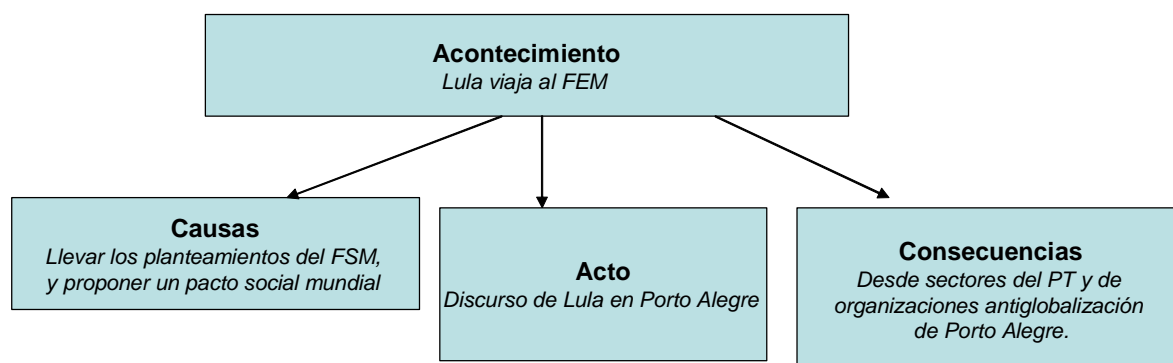 Acontecimiento
Lula viaja al FEM
Causas
Llevar los planteamientos del FSM,
y proponer un pacto social mundial
Acto
Discurso de Lula en Porto Alegre
Consecuencias
Desde sectores del PT y de
organizaciones antiglobalización
de Porto Alegre.